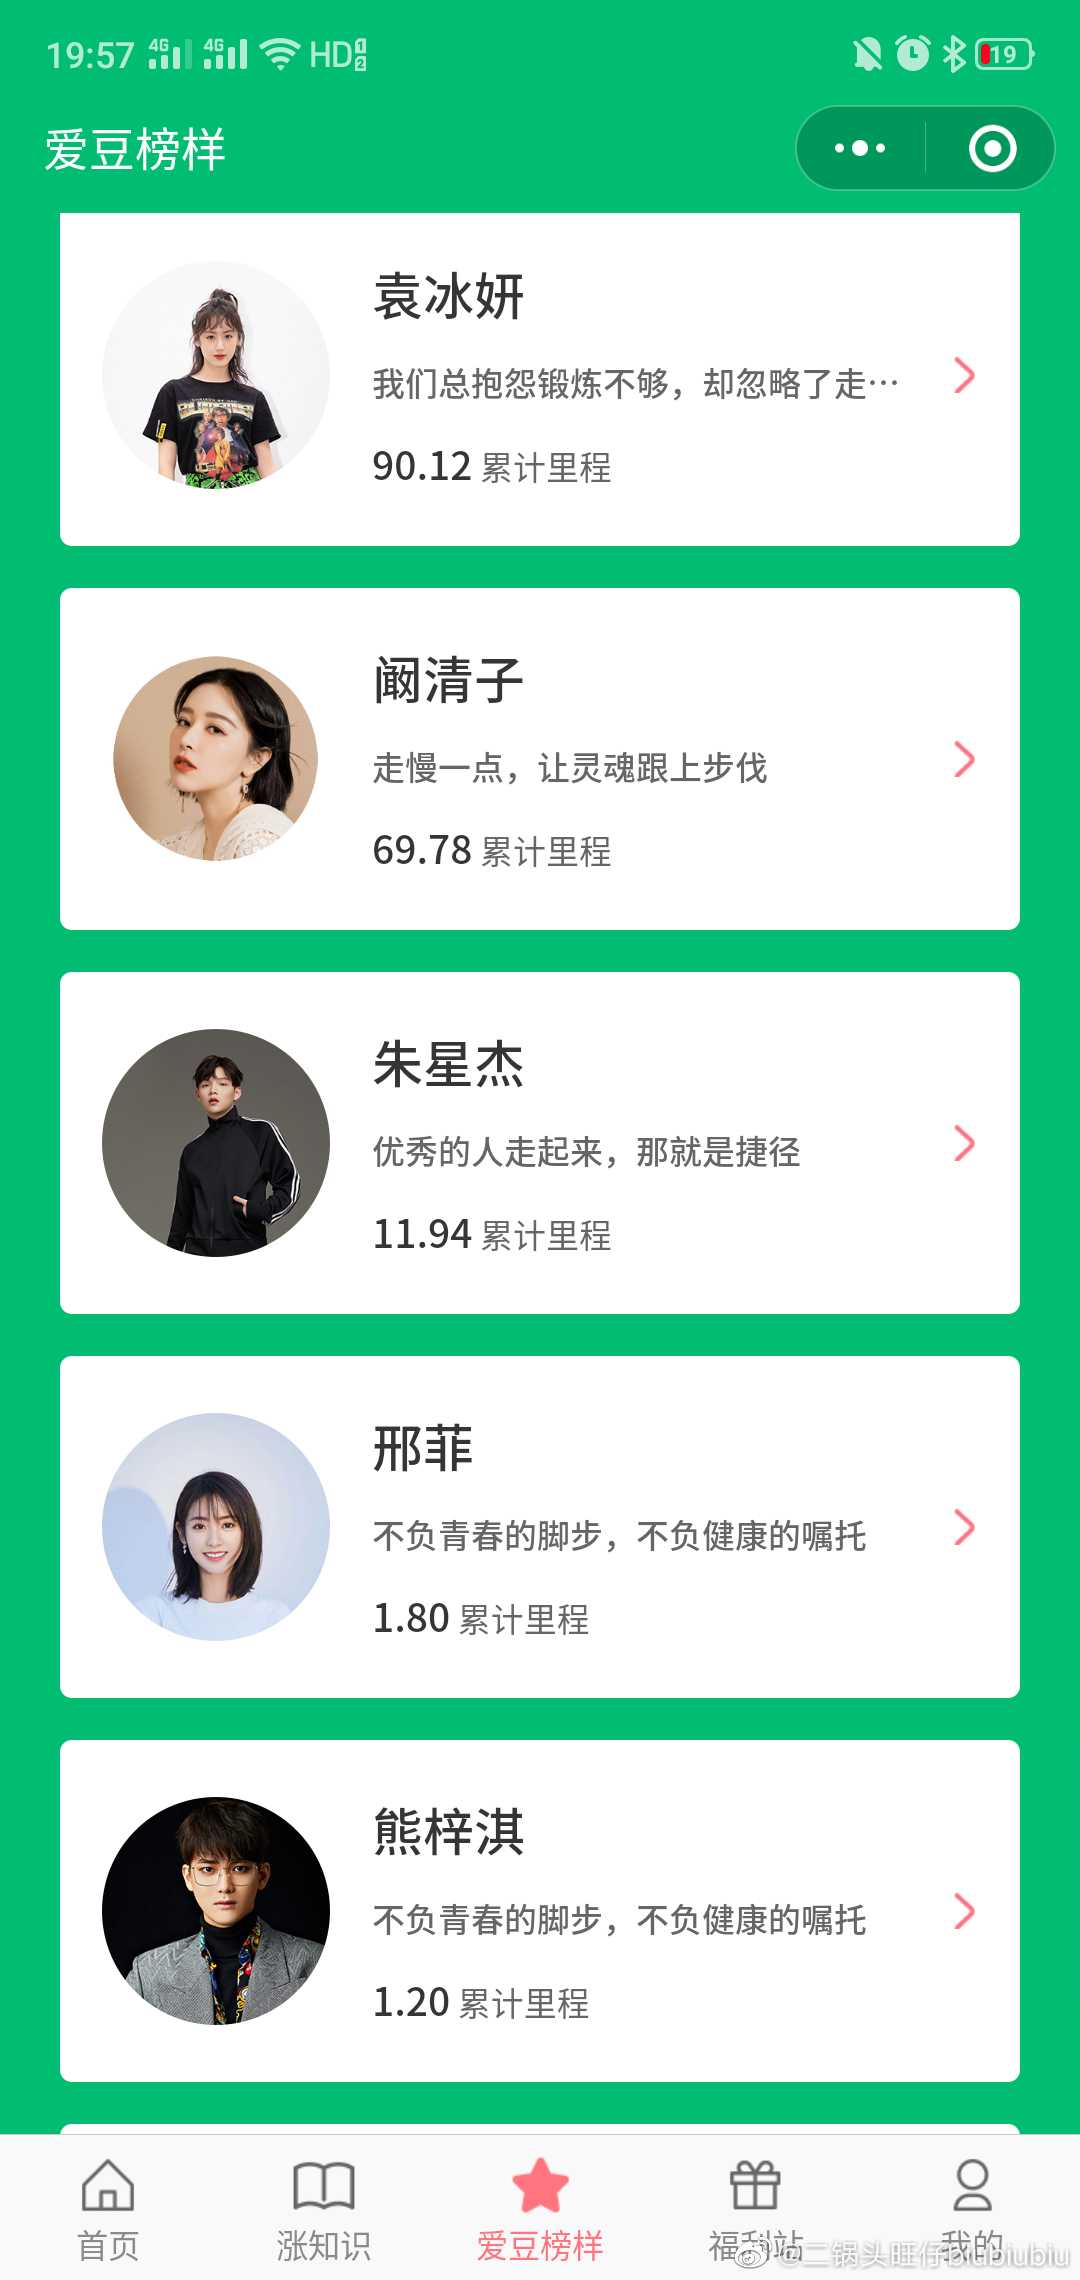 19:57 4G 4G HD 1 2 19
爱豆榜样
袁冰妍
我们总抱怨锻炼不够，却忽略了走…
90.12 累计里程
阚清子
走慢一点，让灵魂跟上步伐
69.78 累计里程
朱星杰
优秀的人走起来，那就是捷径
11.94 累计里程
邢菲
不负青春的脚步，不负健康的嘱托
1.80 累计里程
熊梓淇
不负青春的脚步，不负健康的嘱托
1.20 累计里程
首页 涨知识 爱豆榜样 福利站 我的
@二锅头旺仔biubiubiu